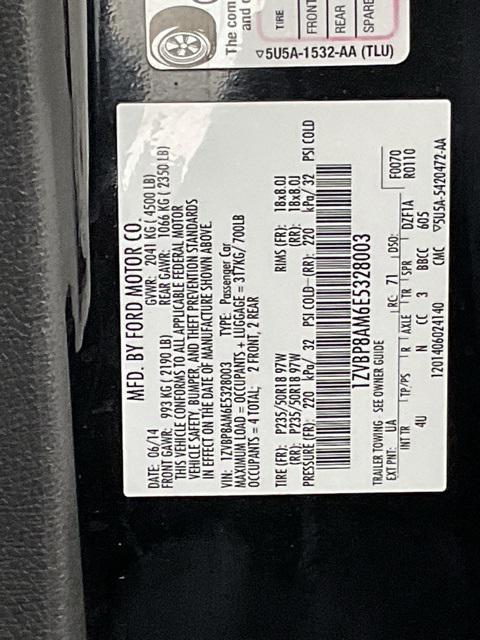 The com
and c
TIRE
FRONT
REAR
SPARE
▽5U5A-1532-AA (TLU)
MFD. BY FORD MOTOR CO.
DATE: 06/14 GVWR: 2041 KG ( 4500 LB)
FRONT GAWR: 993 KG ( 2190 LB) REAR GAWR: 1066 KG ( 2350 LB)
THIS VEHICLE CONFORMS TO ALL APPLICABLE FEDERAL MOTOR
VEHICLE SAFETY, BUMPER, AND THEFT PREVENTION STANDARDS
IN EFFECT ON THE DATE OF MANUFACTURE SHOWN ABOVE.
VIN: 1ZVBP8AM6E5328003 TYPE: Passenger Car
MAXIMUM LOAD = OCCUPANTS + LUGGAGE = 317KG/ 700LB
OCCUPANTS = 4 TOTAL; 2 FRONT, 2 REAR
TIRE (FR): P235/50R18 97W RIMS (FR): 18x8.0J
(RR): P235/50R18 97W (RR): 18x8.0J
PRESSURE (FR): 220 kPa/ 32 PSI COLD (RR): 220 kPa/ 32 PSI COLD
1ZVBP8AM6E5328003
TRAILER TOWING - SEE OWNER GUIDE
EXT PNT: UA RC: 71 DSO: F0070
INT TR TP/PS R AXLE TR SPR DZFTA R0110
4U N CC 3 BBCC 605
1201406024140 CMC ▽5U5A-5420472-AA